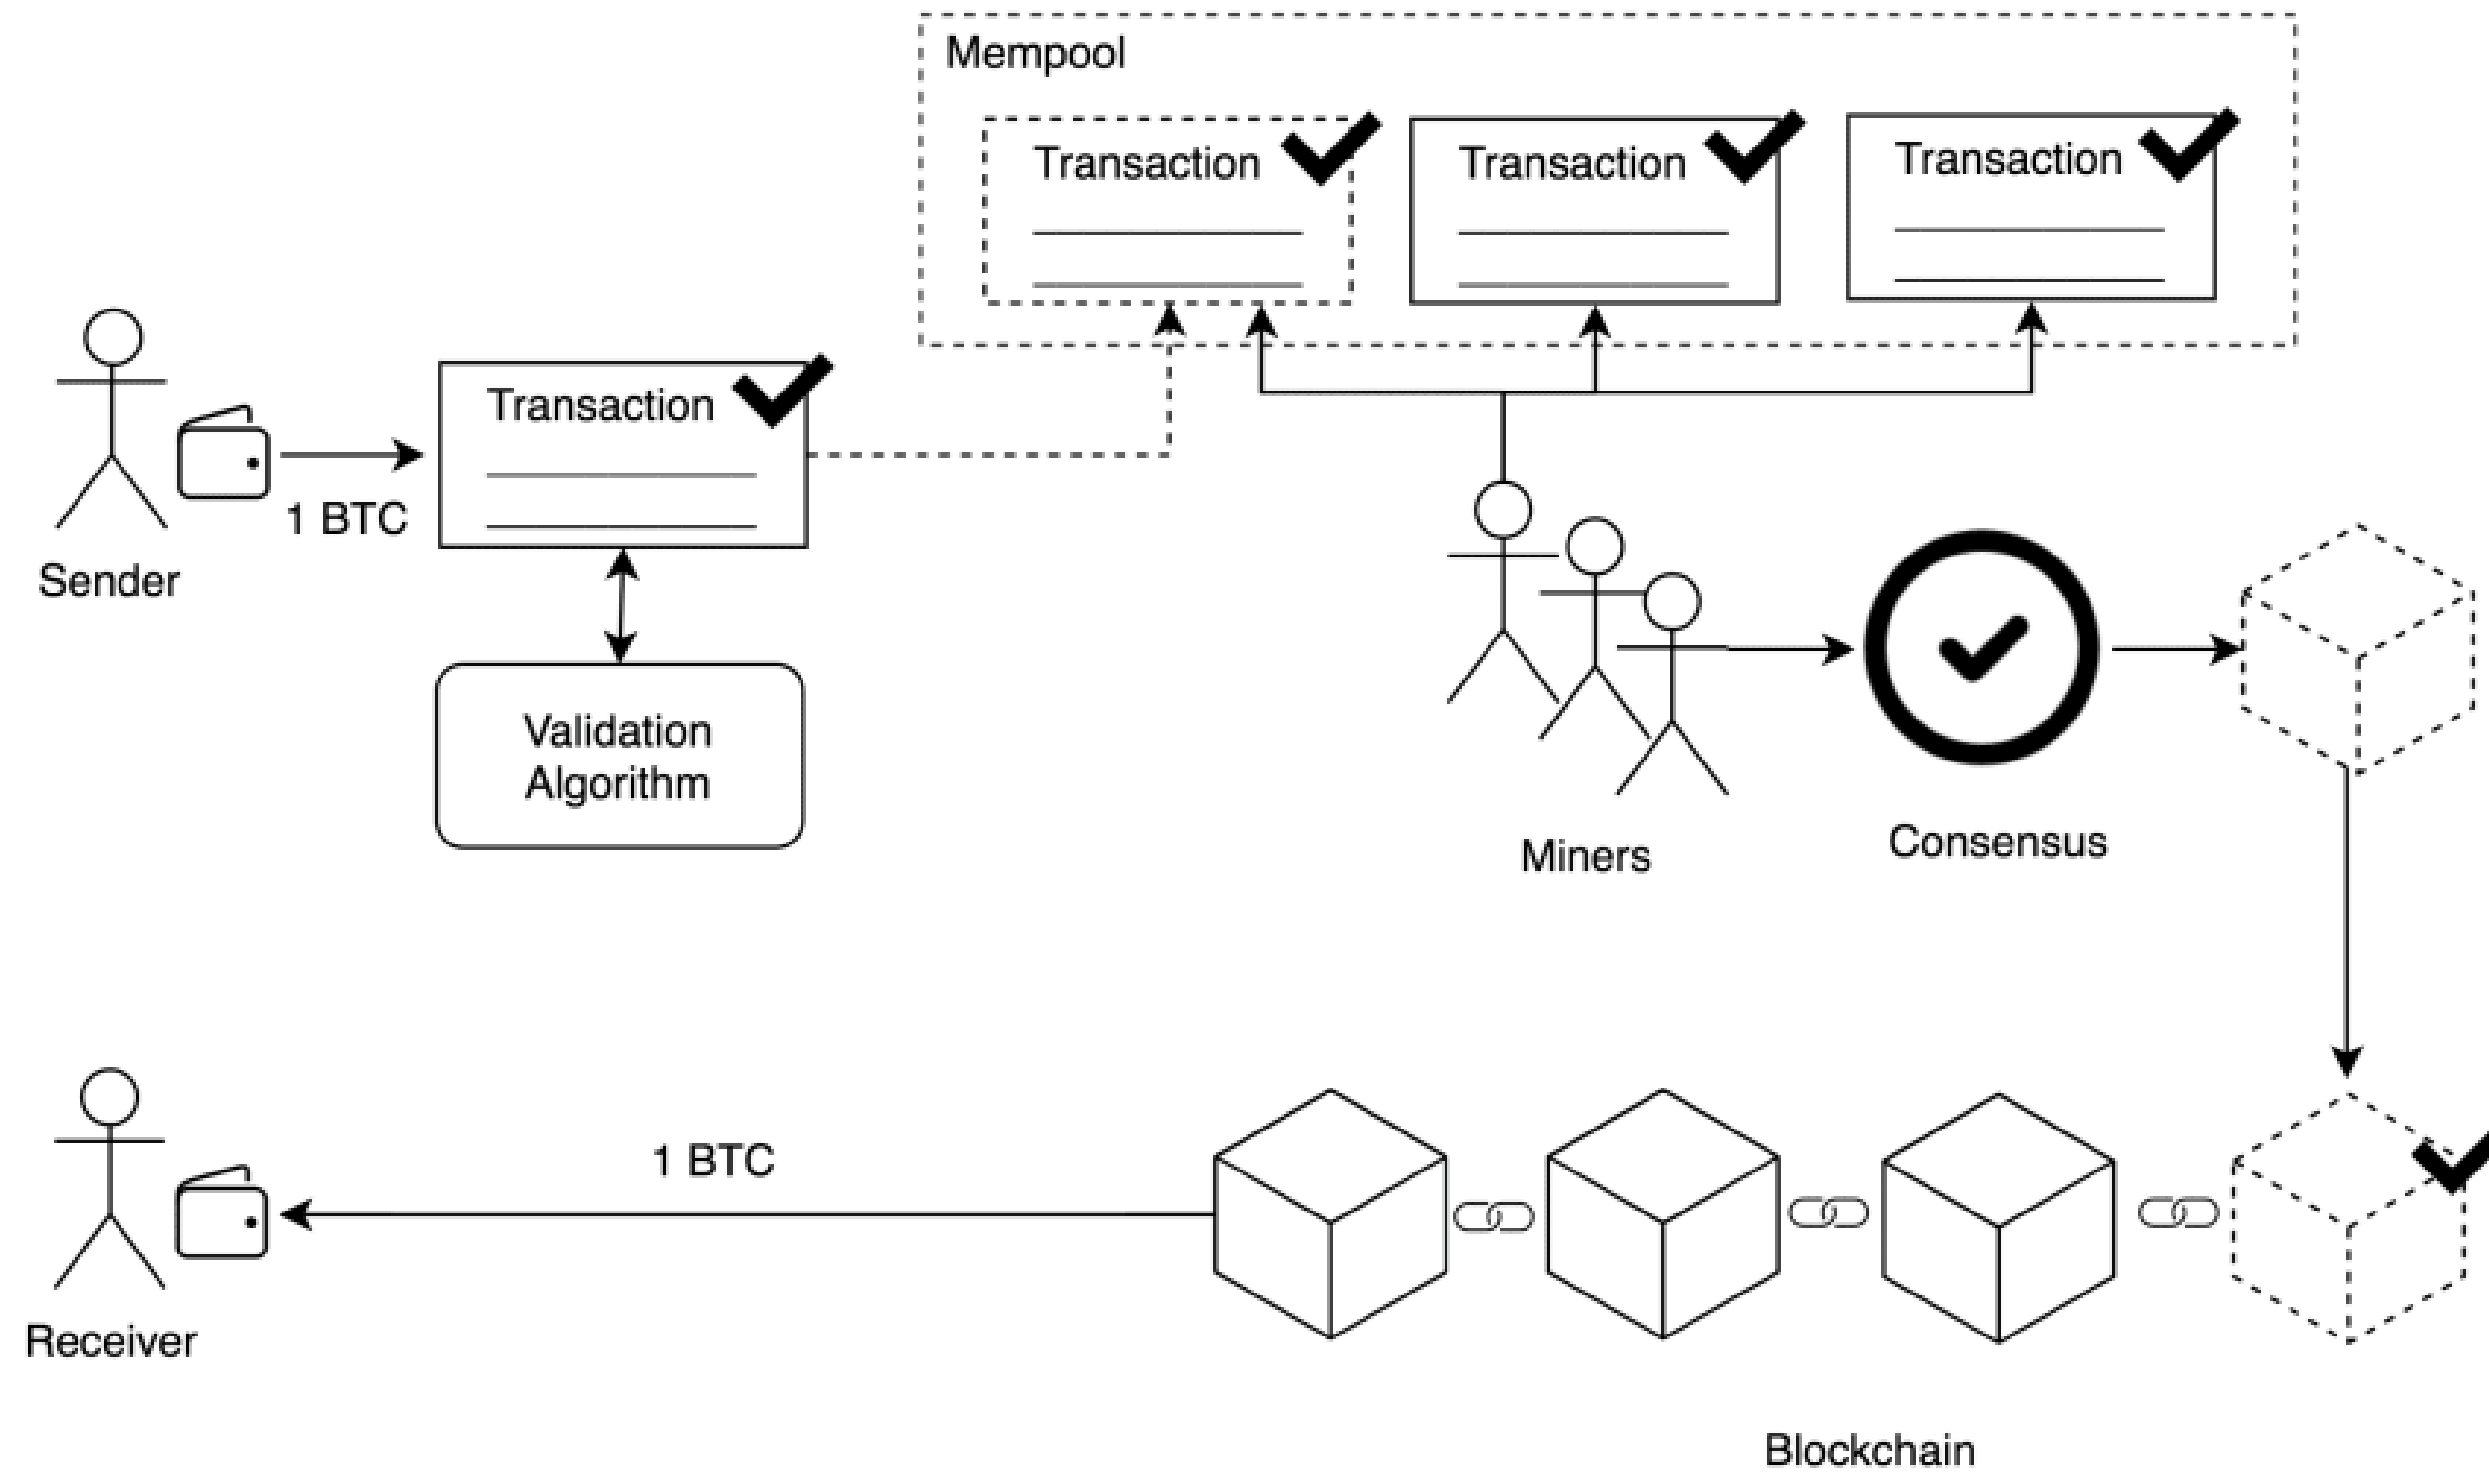 Mempool
Transaction
Transaction
Transaction
Transaction
1 BTC
Sender
Validation
Algorithm
Miners
Consensus
1 BTC
Receiver
Blockchain